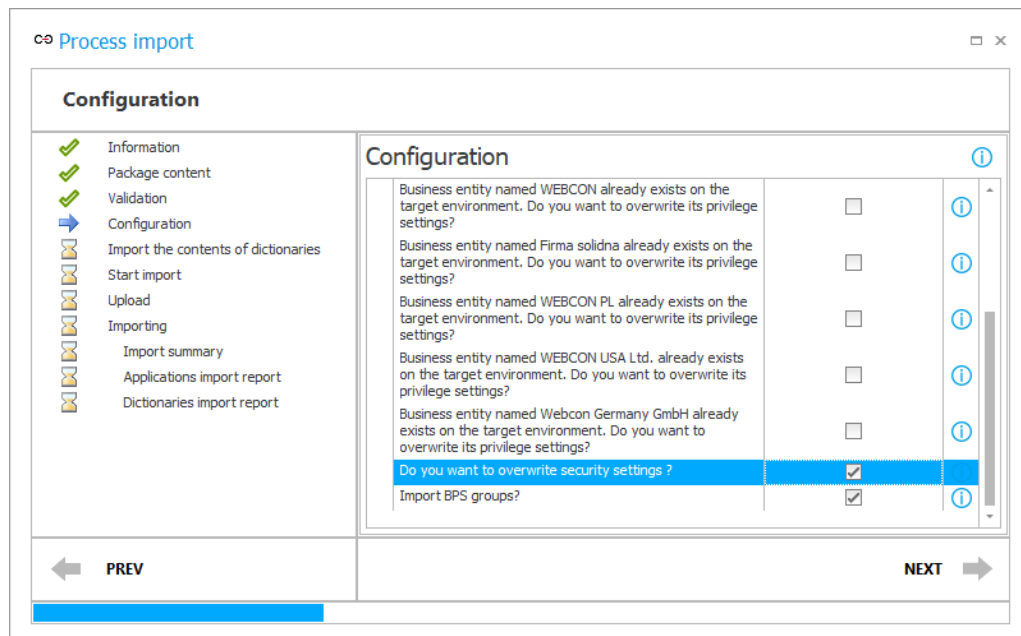 Process import
Configuration
Information
Package content
Validation
Configuration
Import the contents of dictionaries
Start import
Upload
Importing
Import summary
Applications import report
Dictionaries import report
Configuration
Business entity named WEBCON already exists on the
target environment. Do you want to overwrite its privilege
settings?
Business entity named Firma solidna already exists on the
target environment. Do you want to overwrite its privilege
settings?
Business entity named WEBCON PL already exists on the
target environment. Do you want to overwrite its privilege
settings?
Business entity named WEBCON USA Ltd. already exists
on the target environment. Do you want to overwrite its
privilege settings?
Business entity named Webcon Germany GmbH already
exists on the target environment. Do you want to
overwrite its privilege settings?
Do you want to overwrite security settings ?
Import BPS groups?
PREV
NEXT